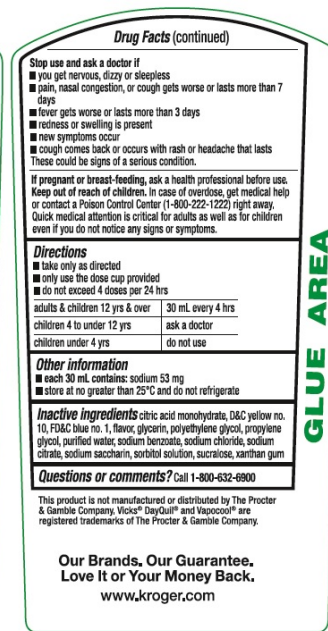 Drug Facts (continued)
Stop use and ask a doctor if
■ you get nervous, dizzy or sleepless
■ pain, nasal congestion, or cough gets worse or lasts more than 7
days
■ fever gets worse or lasts more than 3 days
■ redness or swelling is present
■ new symptoms occur
■ cough comes back or occurs with rash or headache that lasts
These could be signs of a serious condition.
If pregnant or breast-feeding, ask a health professional before use.
Keep out of reach of children. In case of overdose, get medical help
or contact a Poison Control Center (1-800-222-1222) right away.
Quick medical attention is critical for adults as well as for children
even if you do not notice any signs or symptoms.
Directions
■ take only as directed
■ only use the dose cup provided
■ do not exceed 4 doses per 24 hrs
adults & children 12 yrs & over 30 mL every 4 hrs
children 4 to under 12 yrs ask a doctor
children under 4 yrs do not use
Other information
■ each 30 mL contains: sodium 53 mg
■ store at no greater than 25°C and do not refrigerate
Inactive ingredients citric acid monohydrate, D&C yellow no.
10, FD&C blue no. 1, flavor, glycerin, polyethylene glycol, propylene
glycol, purified water, sodium benzoate, sodium chloride, sodium
citrate, sodium saccharin, sorbitol solution, sucralose, xanthan gum
Questions or comments? Call 1-800-632-6900
This product is not manufactured or distributed by The Procter
& Gamble Company. Vicks® DayQuil® and Vapocool® are
registered trademarks of The Procter & Gamble Company.
Our Brands. Our Guarantee.
Love It or Your Money Back.
www.kroger.com
GLUE AREA